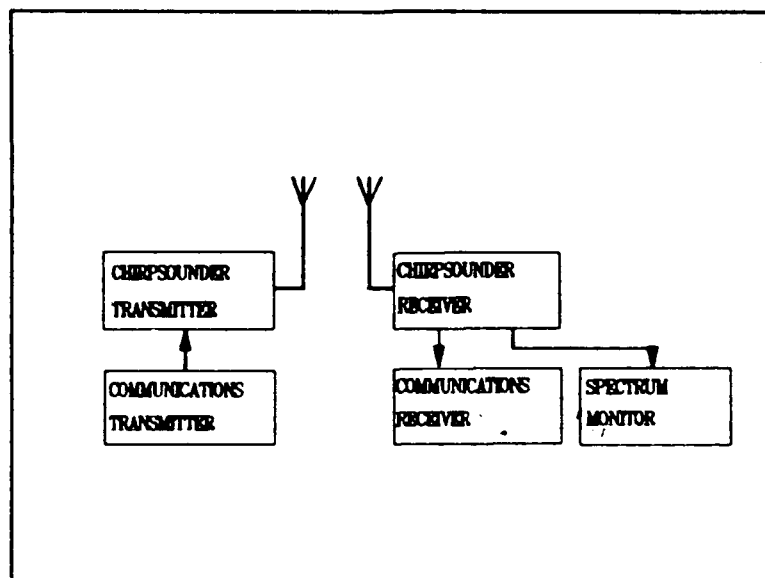 CHIRPSOUNDER
TRANSMITTER
CHIRPSOUNDER
RECEIVER
COMMUNICATIONS
TRANSMITTER
COMMUNICATIONS
RECEIVER
SPECTRUM
MONITOR